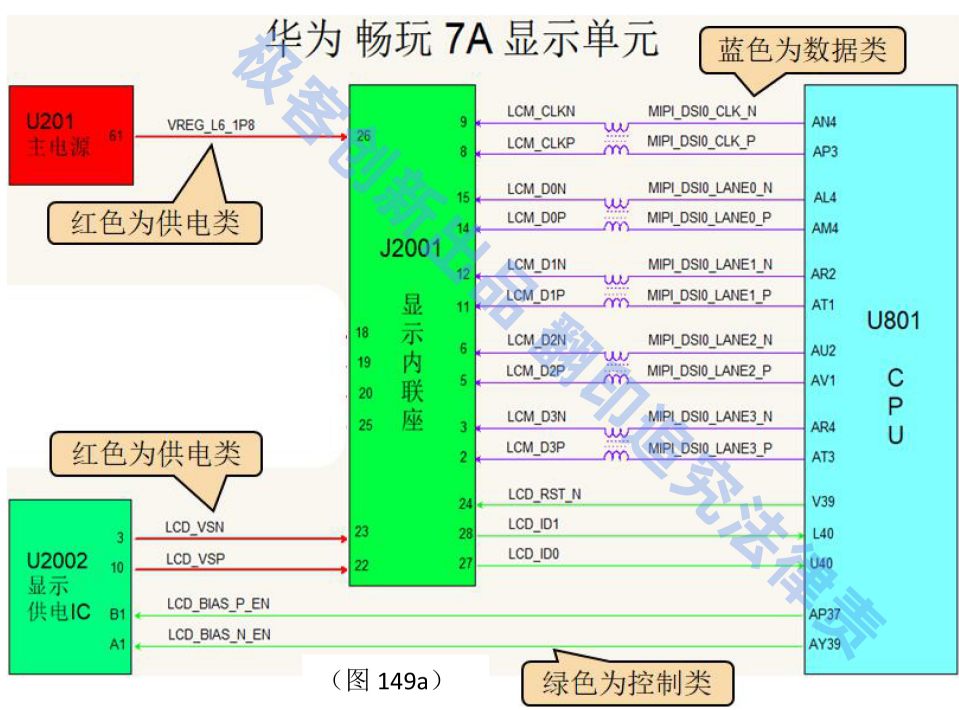 华为 畅玩 7A 显示单元
蓝色为数据类
U201
主电源
61
VREG_L6_1P8
26
红色为供电类
J2001
显示内联座
18
19
20
25
9
LCM_CLKN
MIPI_DSI0_CLK_N
AN4
8
LCM_CLKP
MIPI_DSI0_CLK_P
AP3
15
LCM_D0N
MIPI_DSI0_LANE0_N
AL4
14
LCM_D0P
MIPI_DSI0_LANE0_P
AM4
12
LCM_D1N
MIPI_DSI0_LANE1_N
AR2
11
LCM_D1P
MIPI_DSI0_LANE1_P
AT1
6
LCM_D2N
MIPI_DSI0_LANE2_N
AU2
5
LCM_D2P
MIPI_DSI0_LANE2_P
AV1
3
LCM_D3N
MIPI_DSI0_LANE3_N
AR4
2
LCM_D3P
MIPI_DSI0_LANE3_P
AT3
24
LCD_RST_N
V39
28
LCD_ID1
L40
27
LCD_ID0
U40
U801
CPU
红色为供电类
U2002
显示
供电IC
3
LCD_VSN
23
10
LCD_VSP
22
B1
LCD_BIAS_P_EN
AP37
A1
LCD_BIAS_N_EN
AY39
绿色为控制类
（图 149a）
极客创新出品 翻印追究法律责